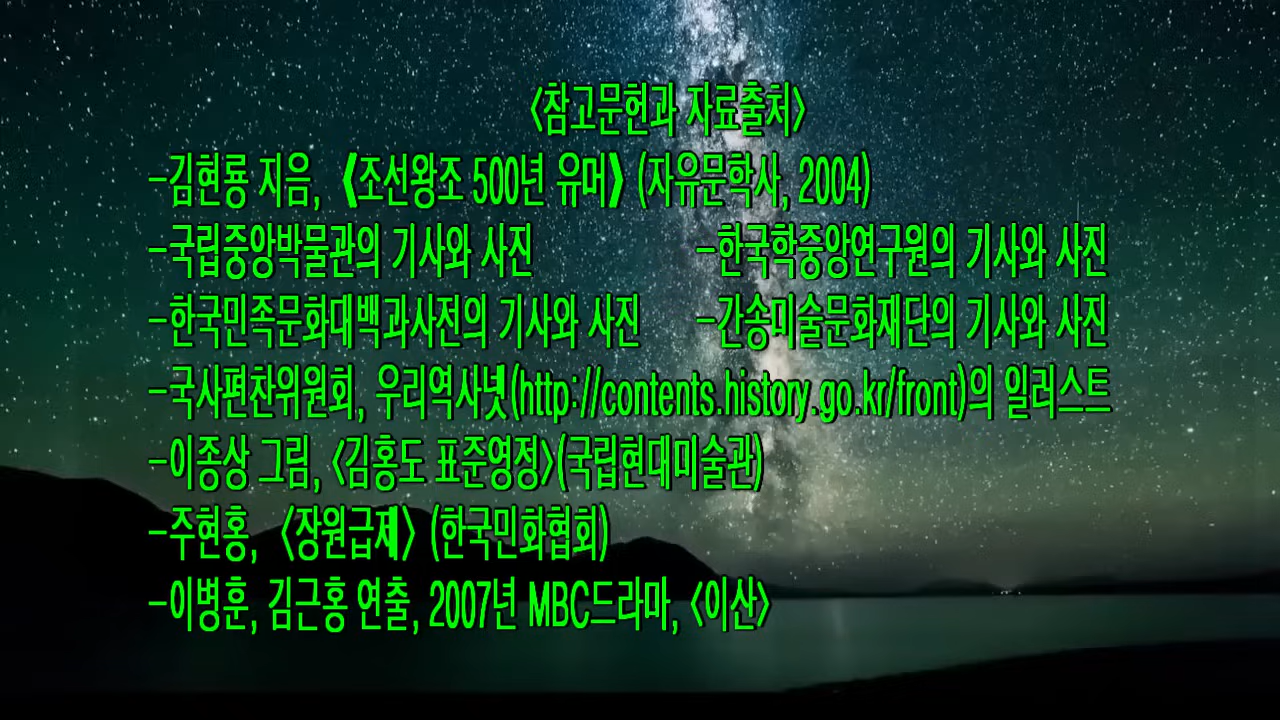 <참고문헌과 자료출처>
-김현룡 지음, 《조선왕조 500년 유머》 (자유문학사, 2004)
-국립중앙박물관의 기사와 사진 -한국학중앙연구원의 기사와 사진
-한국민족문화대백과사전의 기사와 사진 -간송미술문화재단의 기사와 사진
-국사편찬위원회, 우리역사넷(http://contents.history.go.kr/front)의 일러스트
-이종상 그림, <김홍도 표준영정>(국립현대미술관)
-주현홍, 〈장원급제〉 (한국민화협회)
-이병훈, 김근홍 연출, 2007년 MBC드라마, <이산>